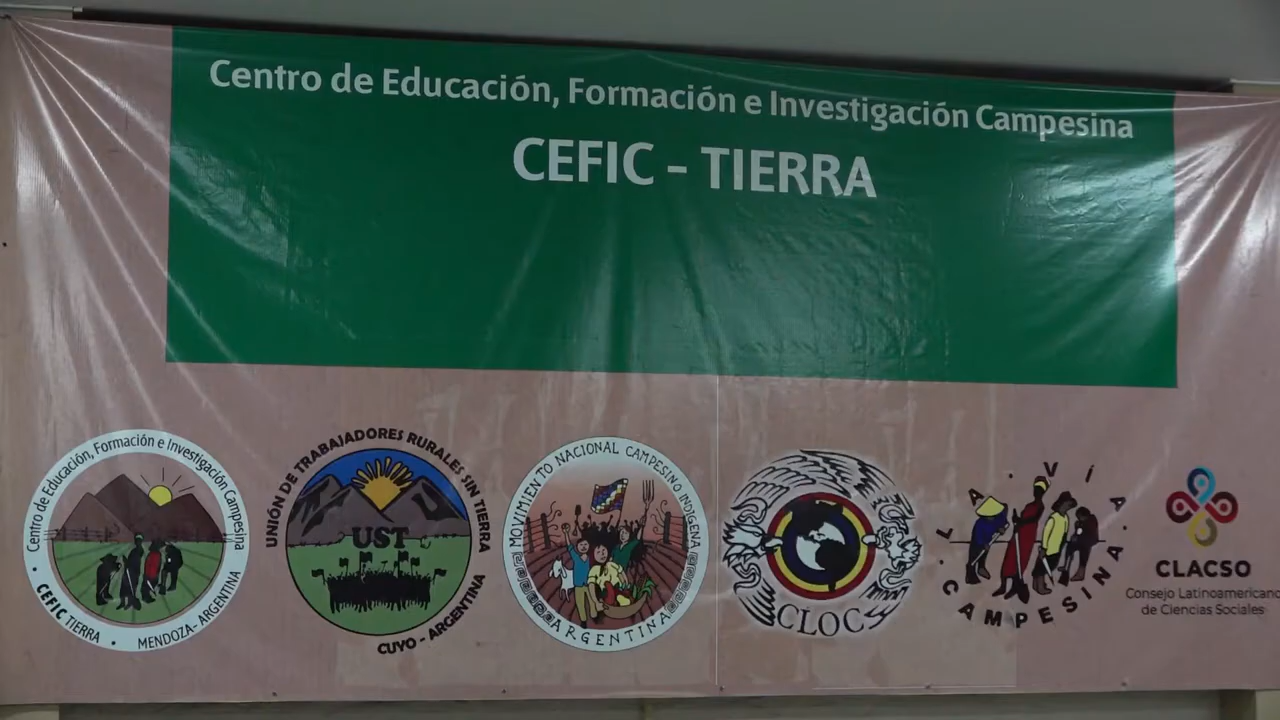 Centro de Educación, Formación e Investigación Campesina
CEFIC - TIERRA
Centro de Educación, Formación e Investigación Campesina
• CEFIC TIERRA • MENDOZA - ARGENTINA
UNIÓN DE TRABAJADORES RURALES SIN TIERRA
UST
CUYO - ARGENTINA
MOVIMIENTO NACIONAL CAMPESINO INDÍGENA
ARGENTINA
CLOC
LA VÍA
CAMPESINA
CLACSO
Consejo Latinoamericano
de Ciencias Sociales